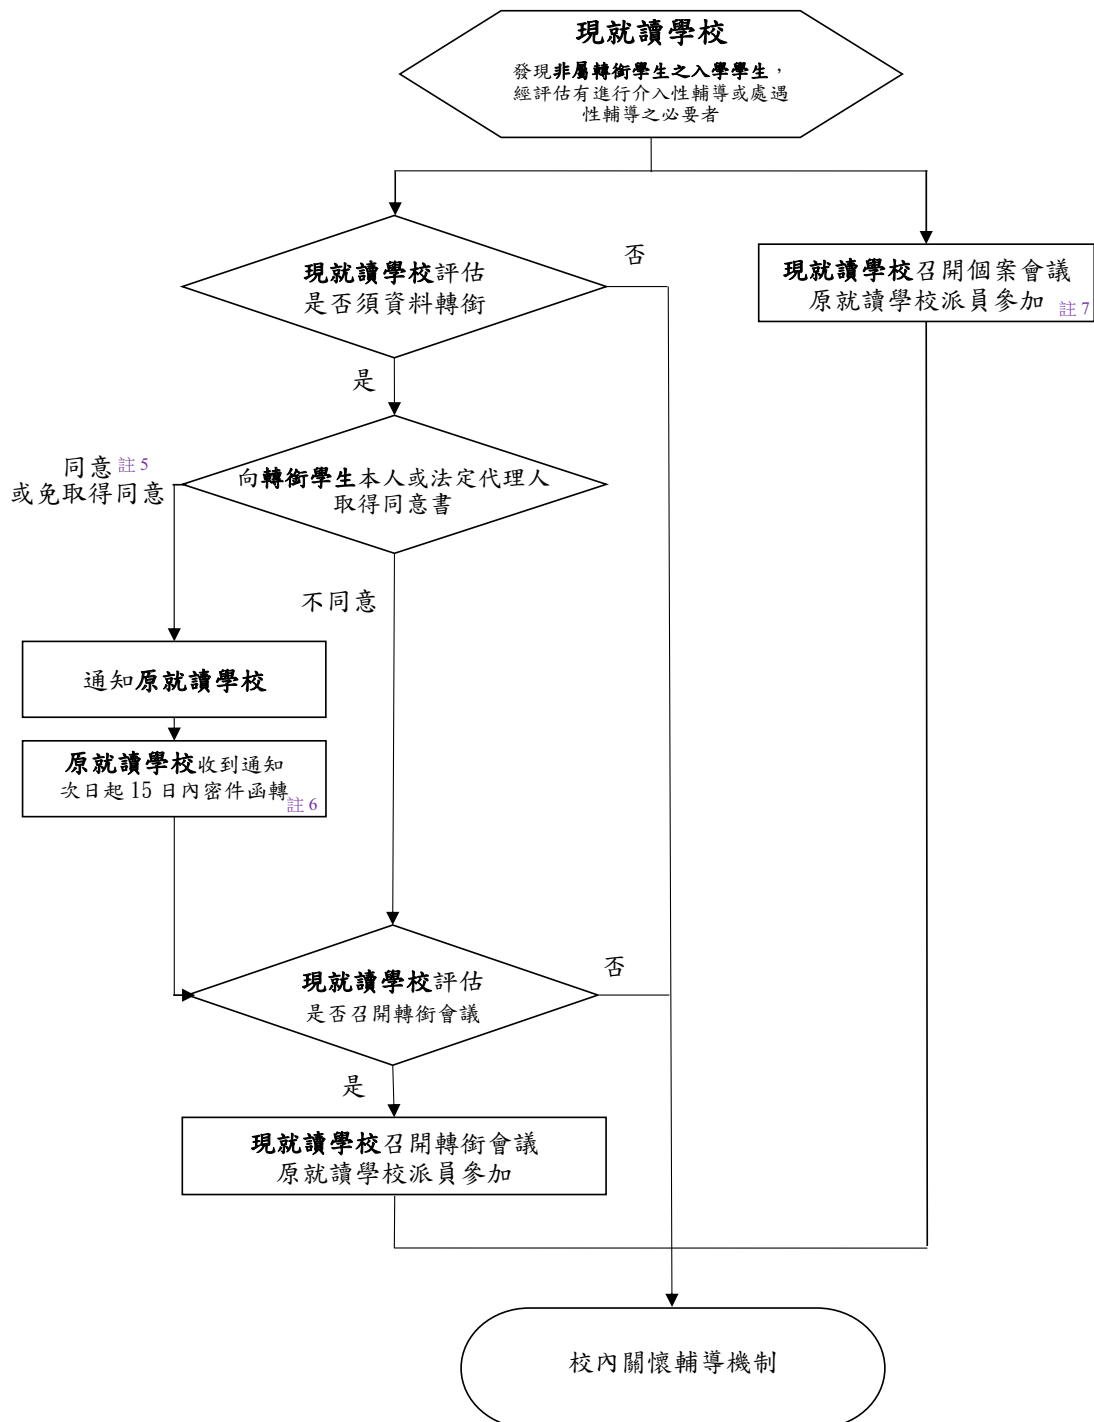 現就讀學校
發現非屬轉銜學生之入學學生，
經評估有進行介入性輔導或處遇
性輔導之必要者
現就讀學校評估
是否須資料轉銜
否
現就讀學校召開個案會議
原就讀學校派員參加 註 7
是
同意 註 5
或免取得同意
向轉銜學生本人或法定代理人
取得同意書
不同意
通知原就讀學校
原就讀學校收到通知
次日起 15 日內密件函轉 註 6
現就讀學校評估
是否召開轉銜會議
否
是
現就讀學校召開轉銜會議
原就讀學校派員參加
校內關懷輔導機制